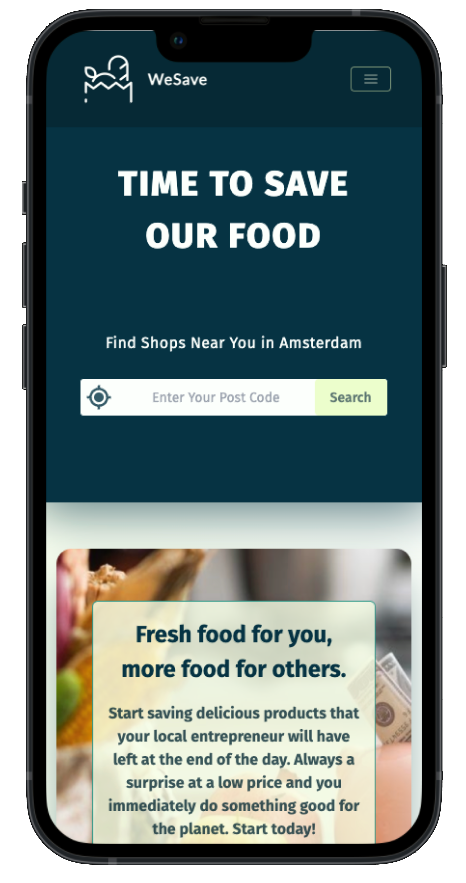 WeSave
TIME TO SAVE
OUR FOOD
Find Shops Near You in Amsterdam
Enter Your Post Code
Search
Fresh food for you,
more food for others.
Start saving delicious products that
your local entrepreneur will have
left at the end of the day. Always a
surprise at a low price and you
immediately do something good for
the planet. Start today!